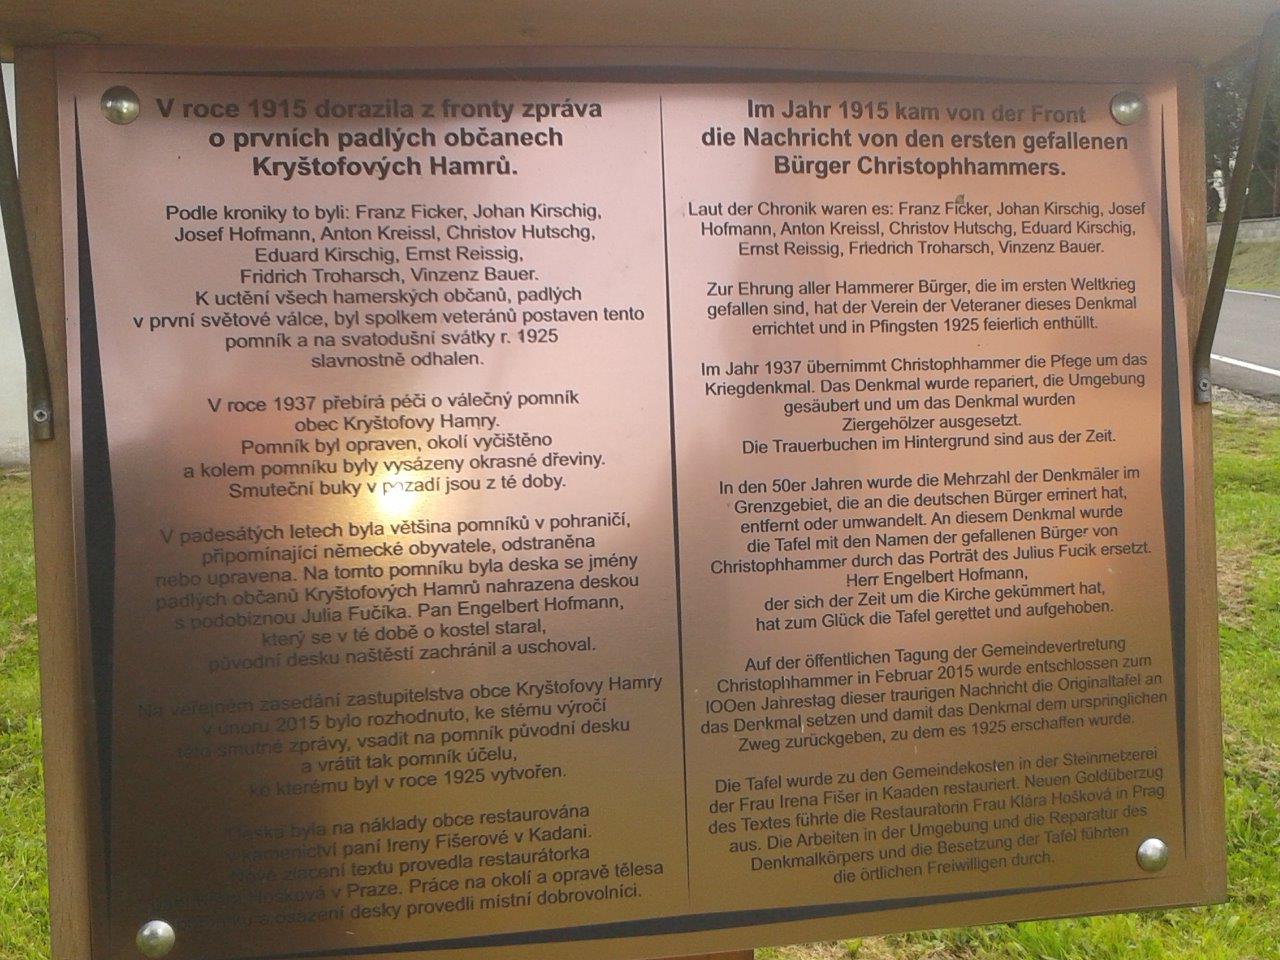 V roce 1915 dorazila z fronty zpráva
o prvních padlých občanech
Kryštofových Hamrů.
Podle kroniky to byli: Franz Ficker, Johan Kirschig,
Josef Hofmann, Anton Kreissl, Christov Hutschg,
Eduard Kirschig, Ernst Reissig,
Fridrich Troharsch, Vinzenz Bauer.
K uctění všech hamerských občanů, padlých
v první světové válce, byl spolkem veteránů postaven tento
pomník a na svatodušní svátky r. 1925
slavnostně odhalen.
V roce 1937 přebírá péči o válečný pomník
obec Kryštofovy Hamry.
Pomník byl opraven, okolí vyčištěno
a kolem pomníku byly vysázeny okrasné dřeviny.
Smuteční buky v pozadí jsou z té doby.
V padesátých letech byla většina pomníků v pohraničí,
připomínající německé obyvatele, odstraněna
nebo upravena. Na tomto pomníku byla deska se jmény
padlých občanů Kryštofových Hamrů nahrazena deskou
s podobiznou Julia Fučíka. Pan Engelbert Hofmann,
který se v té době o kostel staral,
původní desku naštěstí zachránil a uschoval.
Na veřejném zasedání zastupitelstva obce Kryštofovy Hamry
v únoru 2015 bylo rozhodnuto, ke stému výročí
této smutné zprávy, vsadit na pomník původní desku
a vrátit tak pomník účelu,
ke kterému byl v roce 1925 vytvořen.
Deska byla na náklady obce restaurována
v kamenictví paní Ireny Fišerové v Kadani.
Nové zlacení textu provedla restaurátorka
Hošková v Praze. Práce na okolí a opravě tělesa
a osazení desky provedli místní dobrovolníci.
Im Jahr 1915 kam von der Front
die Nachricht von den ersten gefallenen
Bürger Christophhammers.
Laut der Chronik waren es: Franz Ficker, Johan Kirschig, Josef
Hofmann, Anton Kreissl, Christov Hutschg, Eduard Kirschig,
Ernst Reissig, Friedrich Troharsch, Vinzenz Bauer.
Zur Ehrung aller Hammerer Bürger, die im ersten Weltkrieg
gefallen sind, hat der Verein der Veteraner dieses Denkmal
errichtet und in Pfingsten 1925 feierlich enthüllt.
Im Jahr 1937 übernimmt Christophhammer die Pfege um das
Kriegdenkmal. Das Denkmal wurde repariert, die Umgebung
gesäubert und um das Denkmal wurden
Ziergehölzer ausgesetzt.
Die Trauerbuchen im Hintergrund sind aus der Zeit.
In den 50er Jahren wurde die Mehrzahl der Denkmäler im
Grenzgebiet, die an die deutschen Bürger errinert hat,
entfernt oder umwandelt. An diesem Denkmal wurde
die Tafel mit den Namen der gefallenen Bürger von
Christophhammer durch das Porträt des Julius Fucik ersetzt.
Herr Engelbert Hofmann,
der sich der Zeit um die Kirche gekümmert hat,
hat zum Glück die Tafel gerettet und aufgehoben.
Auf der öffentlichen Tagung der Gemeindevertretung
Christophhammer in Februar 2015 wurde entschlossen zum
100en Jahrestag dieser traurigen Nachricht die Originaltafel an
das Denkmal setzen und damit das Denkmal dem urspringlichen
Zweg zurückgeben, zu dem es 1925 erschaffen wurde.
Die Tafel wurde zu den Gemeindekosten in der Steinmetzerei
der Frau Irena Fišer in Kaaden restauriert. Neuen Goldüberzug
des Textes führte die Restauratorin Frau Klára Hošková in Prag
aus. Die Arbeiten in der Umgebung und die Reparatur des
Denkmalkörpers und die Besetzung der Tafel führten
die örtlichen Freiwilligen durch.